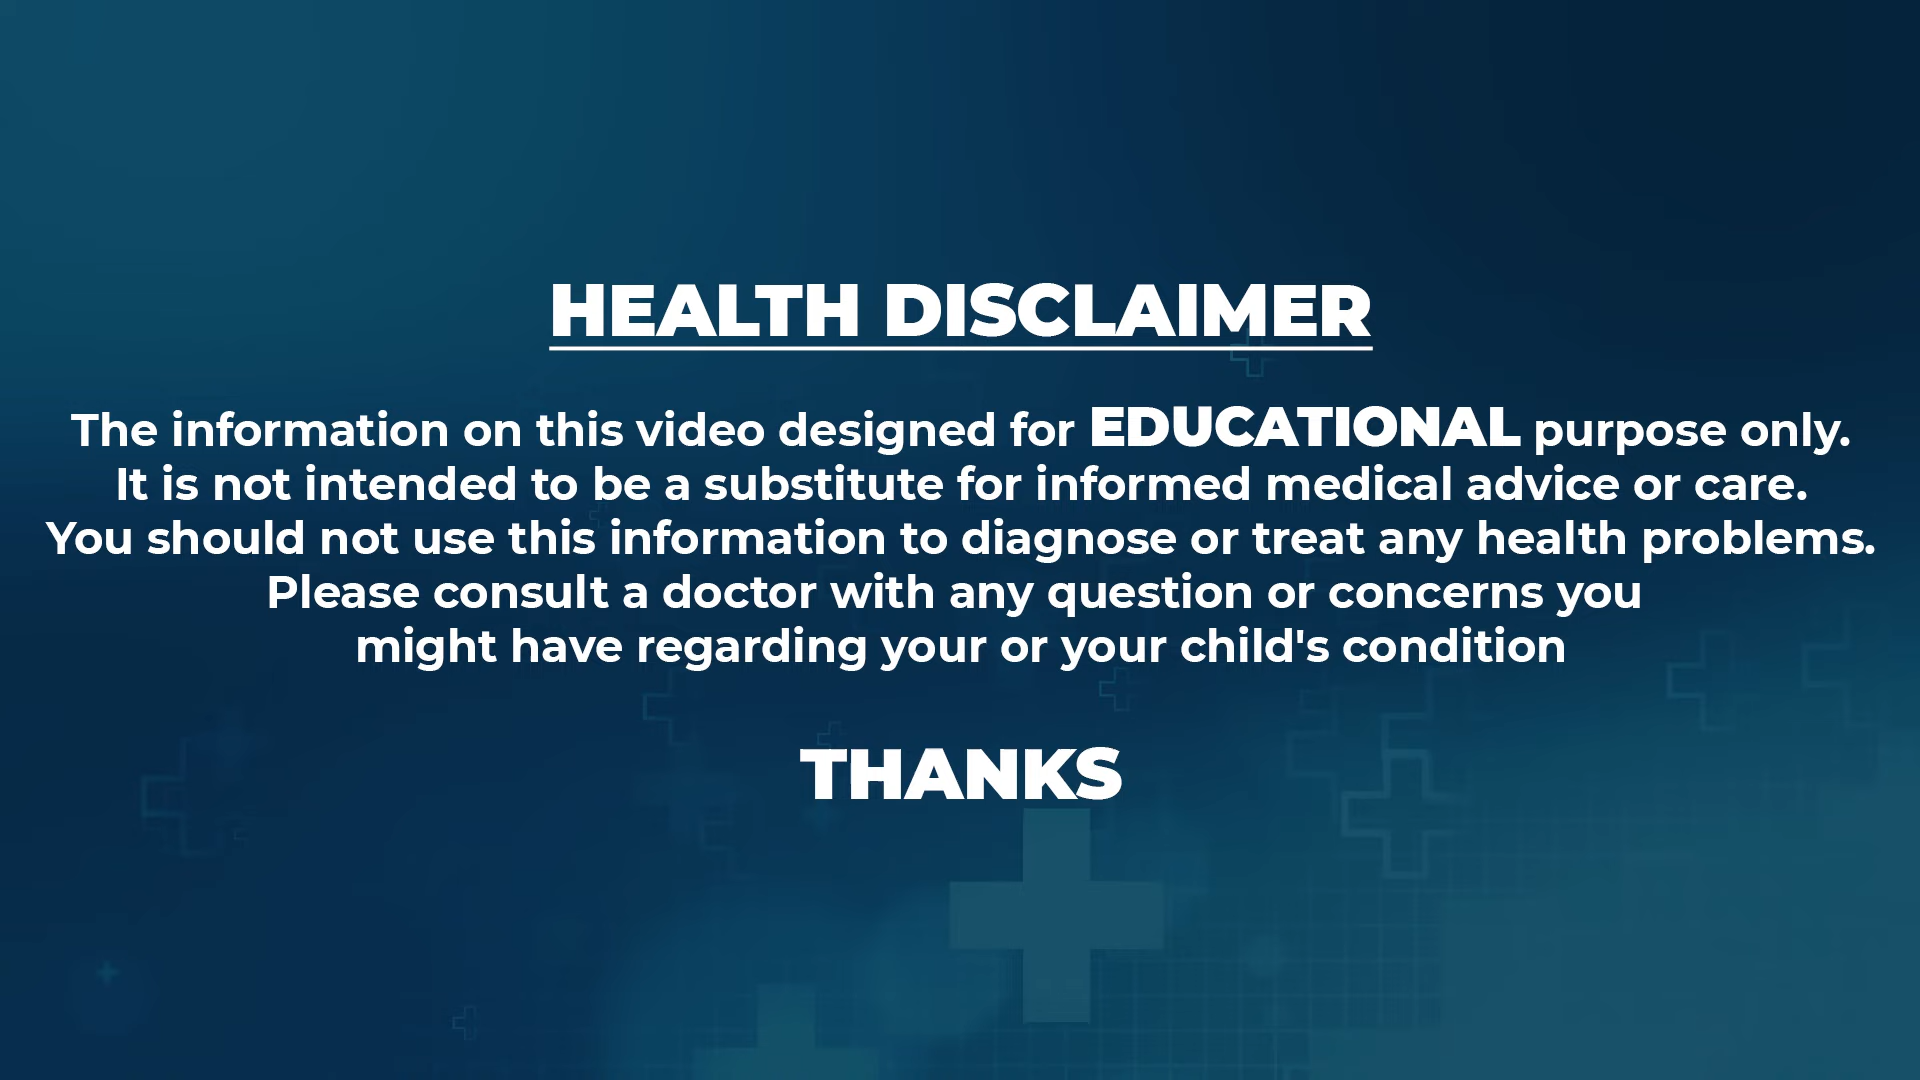 HEALTH DISCLAIMER
The information on this video designed for EDUCATIONAL purpose only.
It is not intended to be a substitute for informed medical advice or care.
You should not use this information to diagnose or treat any health problems.
Please consult a doctor with any question or concerns you
might have regarding your or your child's condition
THANKS